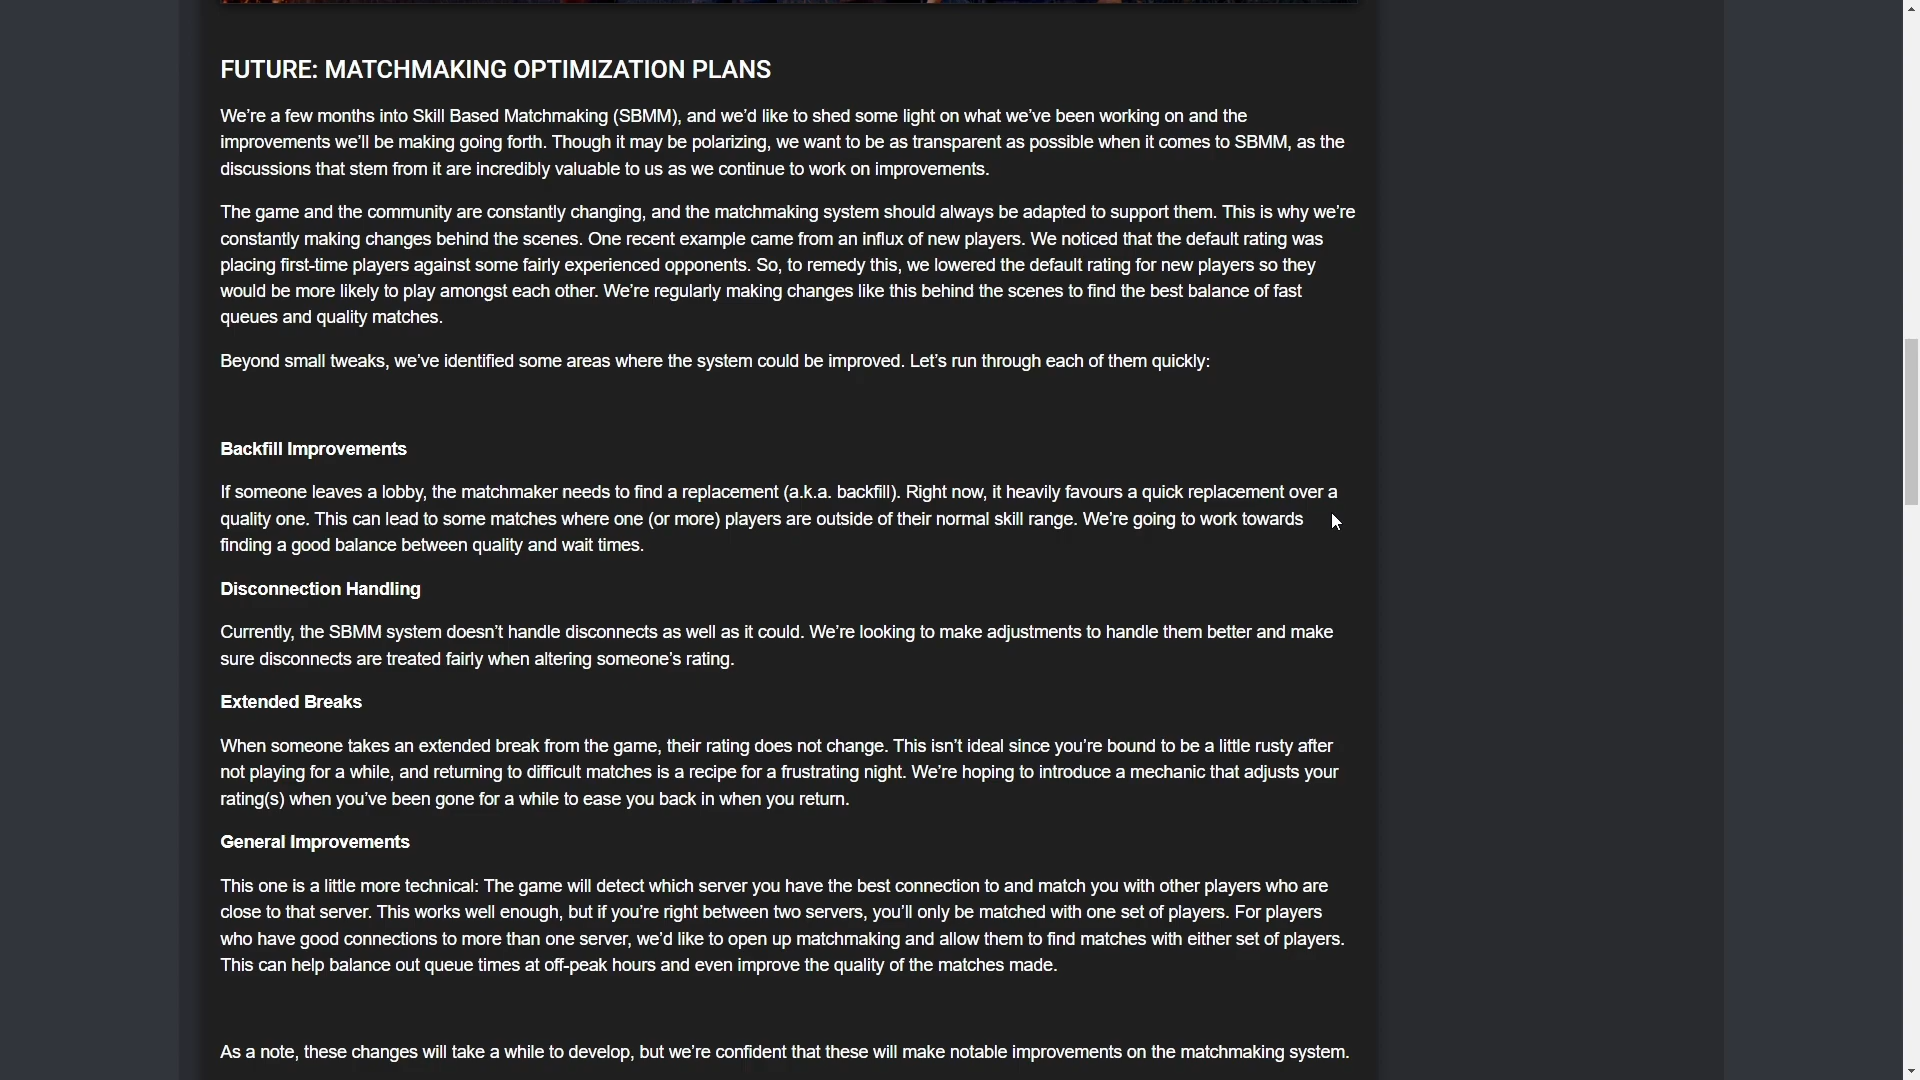 FUTURE: MATCHMAKING OPTIMIZATION PLANS
We’re a few months into Skill Based Matchmaking (SBMM), and we’d like to shed some light on what we’ve been working on and the
improvements we’ll be making going forth. Though it may be polarizing, we want to be as transparent as possible when it comes to SBMM, as the
discussions that stem from it are incredibly valuable to us as we continue to work on improvements.
The game and the community are constantly changing, and the matchmaking system should always be adapted to support them. This is why we’re
constantly making changes behind the scenes. One recent example came from an influx of new players. We noticed that the default rating was
placing first-time players against some fairly experienced opponents. So, to remedy this, we lowered the default rating for new players so they
would be more likely to play amongst each other. We’re regularly making changes like this behind the scenes to find the best balance of fast
queues and quality matches.
Beyond small tweaks, we’ve identified some areas where the system could be improved. Let’s run through each of them quickly:
Backfill Improvements
If someone leaves a lobby, the matchmaker needs to find a replacement (a.k.a. backfill). Right now, it heavily favours a quick replacement over a
quality one. This can lead to some matches where one (or more) players are outside of their normal skill range. We’re going to work towards
finding a good balance between quality and wait times.
Disconnection Handling
Currently, the SBMM system doesn’t handle disconnects as well as it could. We’re looking to make adjustments to handle them better and make
sure disconnects are treated fairly when altering someone’s rating.
Extended Breaks
When someone takes an extended break from the game, their rating does not change. This isn’t ideal since you’re bound to be a little rusty after
not playing for a while, and returning to difficult matches is a recipe for a frustrating night. We’re hoping to introduce a mechanic that adjusts your
rating(s) when you’ve been gone for a while to ease you back in when you return.
General Improvements
This one is a little more technical: The game will detect which server you have the best connection to and match you with other players who are
close to that server. This works well enough, but if you’re right between two servers, you’ll only be matched with one set of players. For players
who have good connections to more than one server, we’d like to open up matchmaking and allow them to find matches with either set of players.
This can help balance out queue times at off-peak hours and even improve the quality of the matches made.
As a note, these changes will take a while to develop, but we’re confident that these will make notable improvements on the matchmaking system.